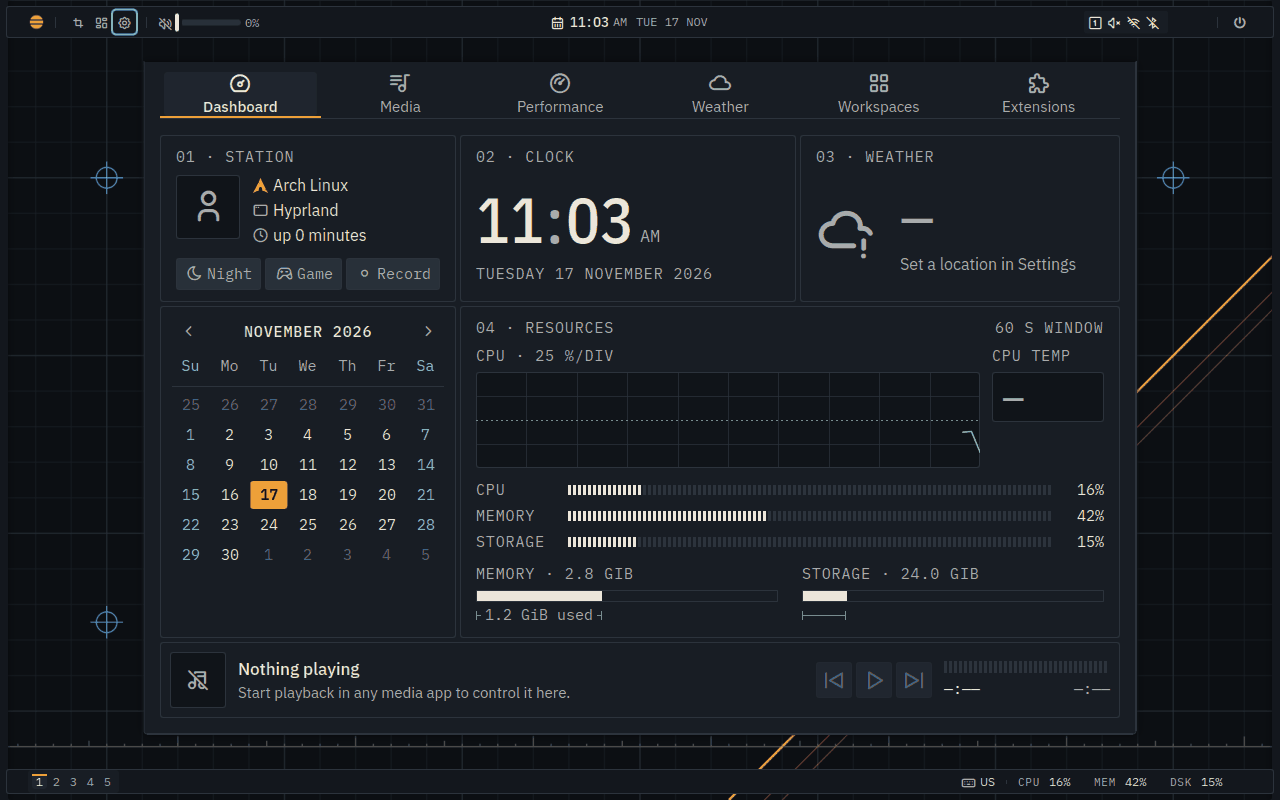 0%
11:03 AM TUE 17 NOV
1
Dashboard
Media
Performance
Weather
Workspaces
Extensions
01 · STATION
Arch Linux
Hyprland
up 0 minutes
Night
Game
Record
02 · CLOCK
11:03 AM
TUESDAY 17 NOVEMBER 2026
03 · WEATHER
—
Set a location in Settings
NOVEMBER 2026
Su Mo Tu We Th Fr Sa
25 26 27 28 29 30 31
1 2 3 4 5 6 7
8 9 10 11 12 13 14
15 16 17 18 19 20 21
22 23 24 25 26 27 28
29 30 1 2 3 4 5
04 · RESOURCES
60 S WINDOW
CPU · 25 %/DIV
CPU TEMP
—
CPU 16%
MEMORY 42%
STORAGE 15%
MEMORY · 2.8 GIB
STORAGE · 24.0 GIB
1.2 GiB used
Nothing playing
Start playback in any media app to control it here.
—:——
—:——
1 2 3 4 5
US
CPU 16%
MEM 42%
DSK 15%